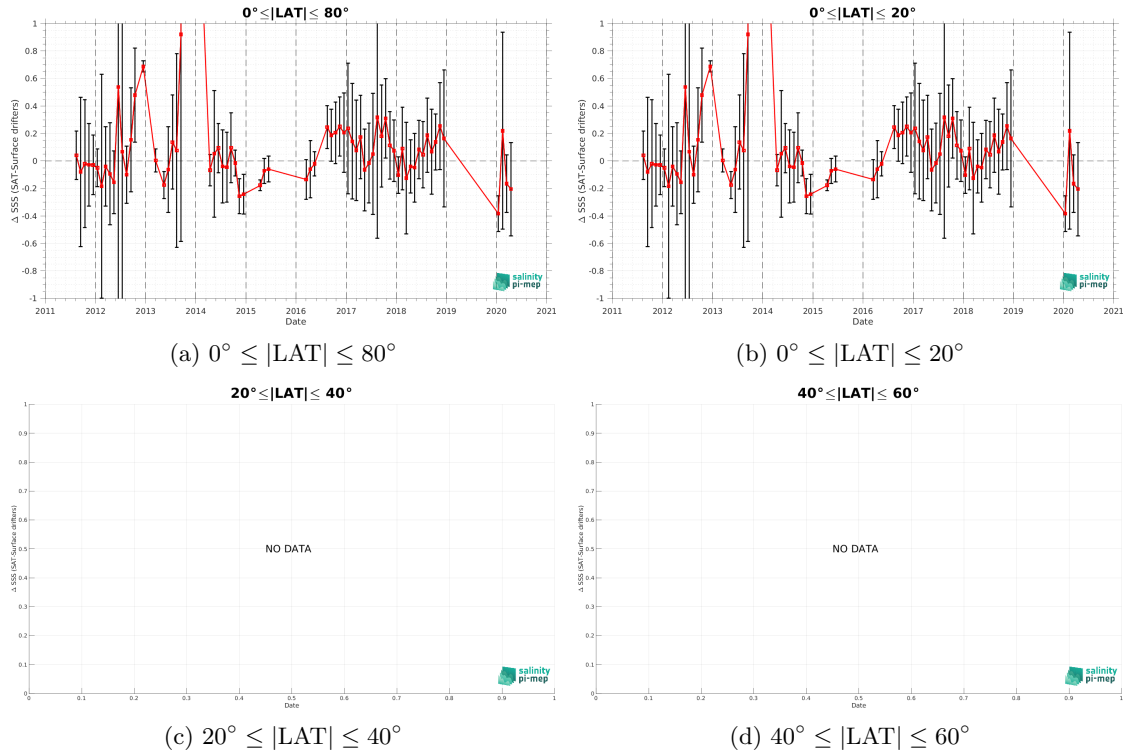 0°≤|LAT|≤ 80°
1
0.8
0.6
0.4
0.2
0
-0.2
-0.4
-0.6
-0.8
-1
Δ SSS (SAT-Surface drifters)
2011 2012 2013 2014 2015 2016 2017 2018 2019 2020 2021
Date
salinity
pi-mep
(a) 0° ≤ |LAT| ≤ 80°
0°≤|LAT|≤ 20°
1
0.8
0.6
0.4
0.2
0
-0.2
-0.4
-0.6
-0.8
-1
Δ SSS (SAT-Surface drifters)
2011 2012 2013 2014 2015 2016 2017 2018 2019 2020 2021
Date
salinity
pi-mep
(b) 0° ≤ |LAT| ≤ 20°
20°≤|LAT|≤ 40°
1
0.9
0.8
0.7
0.6
0.5
0.4
0.3
0.2
0.1
0
Δ SSS (SAT-Surface drifters)
NO DATA
0 0.1 0.2 0.3 0.4 0.5 0.6 0.7 0.8 0.9 1
Date
salinity
pi-mep
(c) 20° ≤ |LAT| ≤ 40°
40°≤|LAT|≤ 60°
1
0.9
0.8
0.7
0.6
0.5
0.4
0.3
0.2
0.1
0
Δ SSS (SAT-Surface drifters)
NO DATA
0 0.1 0.2 0.3 0.4 0.5 0.6 0.7 0.8 0.9 1
Date
salinity
pi-mep
(d) 40° ≤ |LAT| ≤ 60°